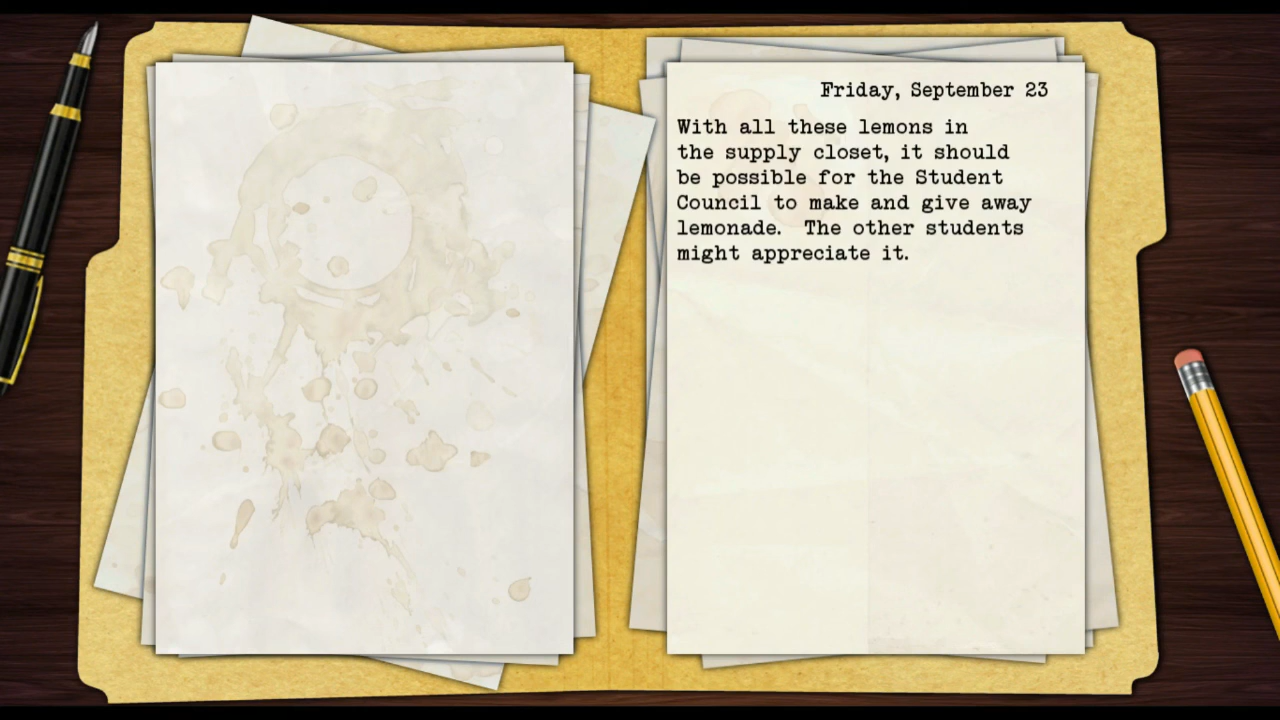 Friday, September 23
With all these lemons in
the supply closet, it should
be possible for the Student
Council to make and give away
lemonade.  The other students
might appreciate it.